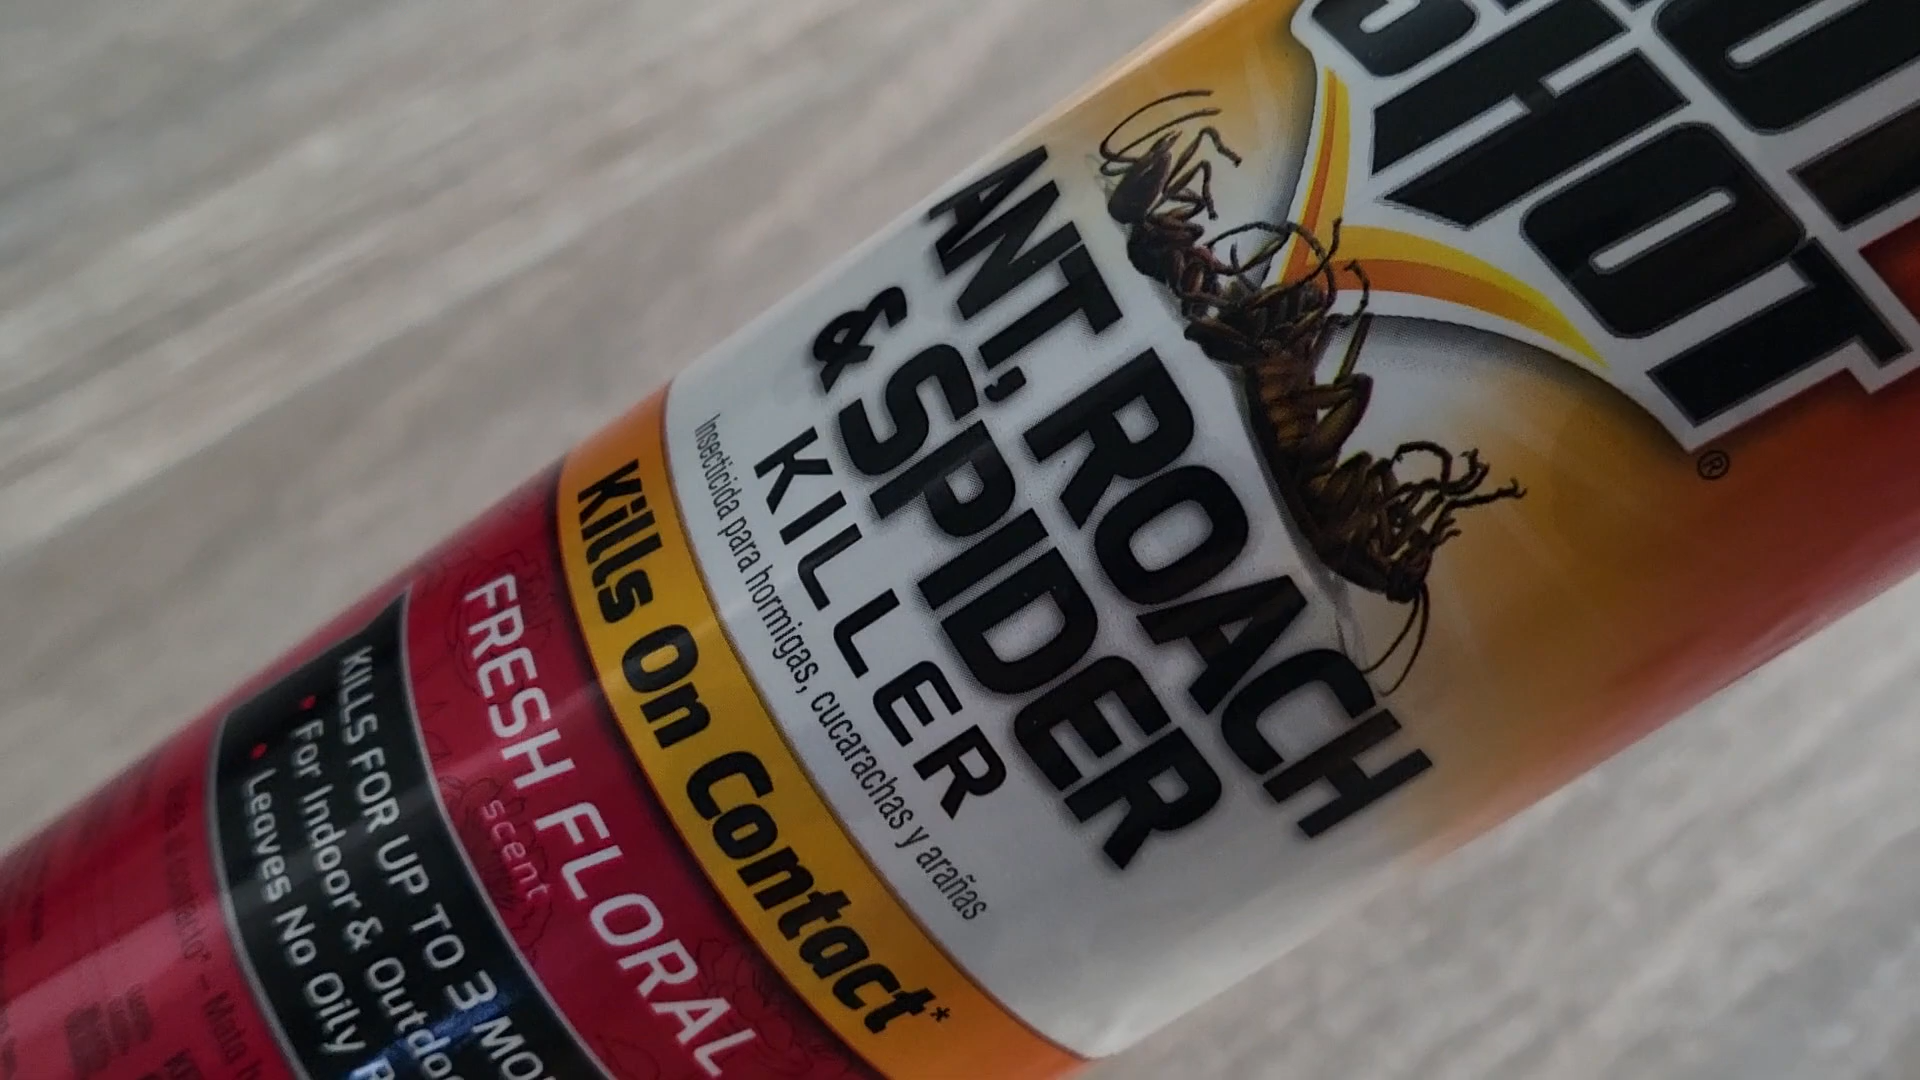 SHOT
®
ANT, ROACH
& SPIDER
KILLER
Insecticida para hormigas, cucarachas y arañas
Kills On Contact*
FRESH FLORAL
scent
KILLS FOR UP TO 3
• For Indoor &
• Leaves No Oily